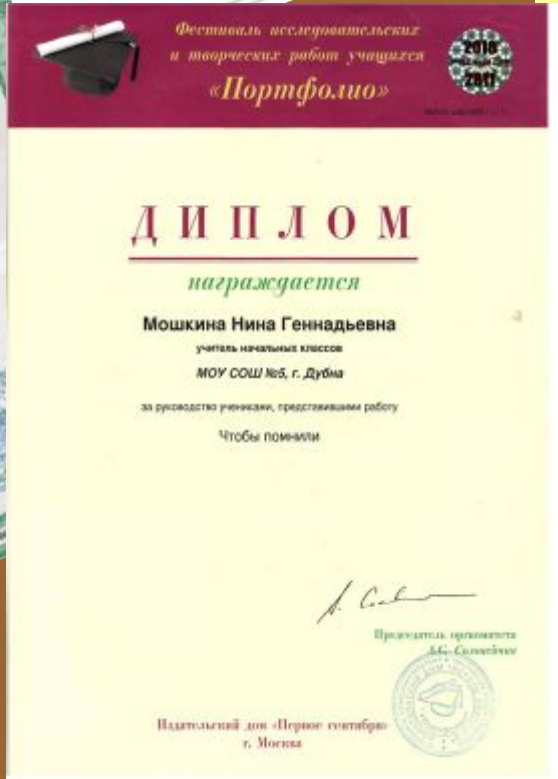 Фестиваль исследовательских
и творческих работ учащихся
«Портфолио»
ДИПЛОМ
награждается
Мошкина Нина Геннадьевна
учитель начальных классов
МОУ СОШ №5, г. Дубна
за руководство учениками, представившими работу
Чтобы помнили
Председатель оргкомитета
А.С. Соловейчик
Издательский дом «Первое сентября»
г. Москва